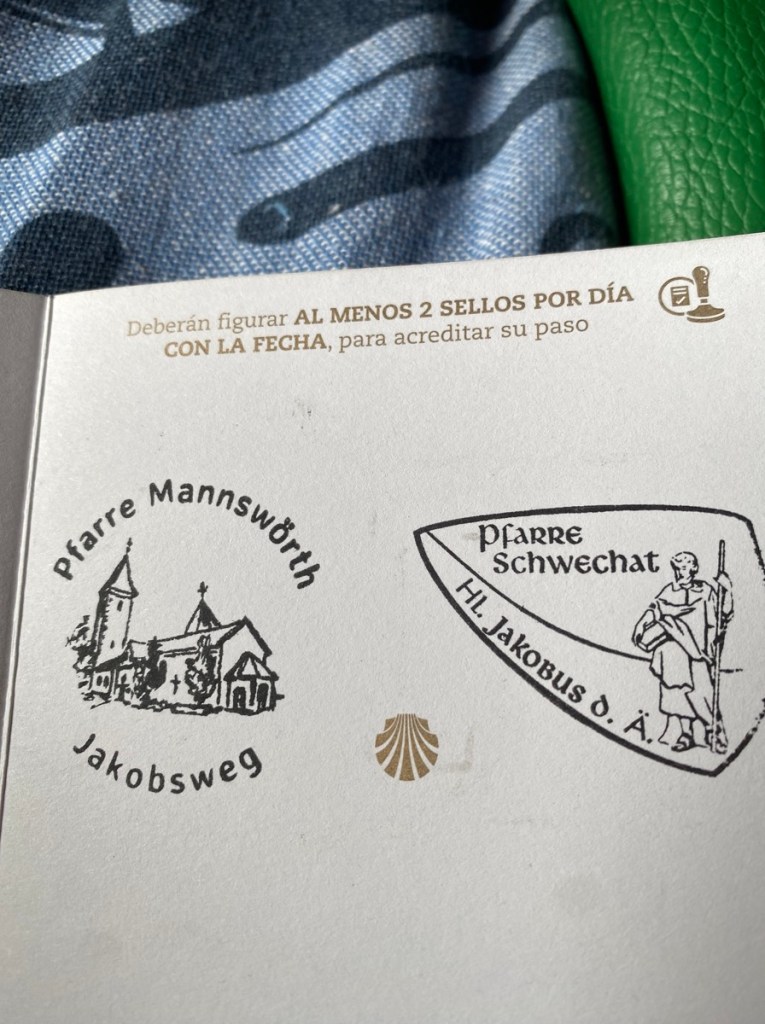 Deberán figurar AL MENOS 2 SELLOS POR DÍA
CON LA FECHA, para acreditar su paso
Pfarre Mannswörth
Jakobsweg
Pfarre
Schwechat
Hl. Jakobus d. Ä.